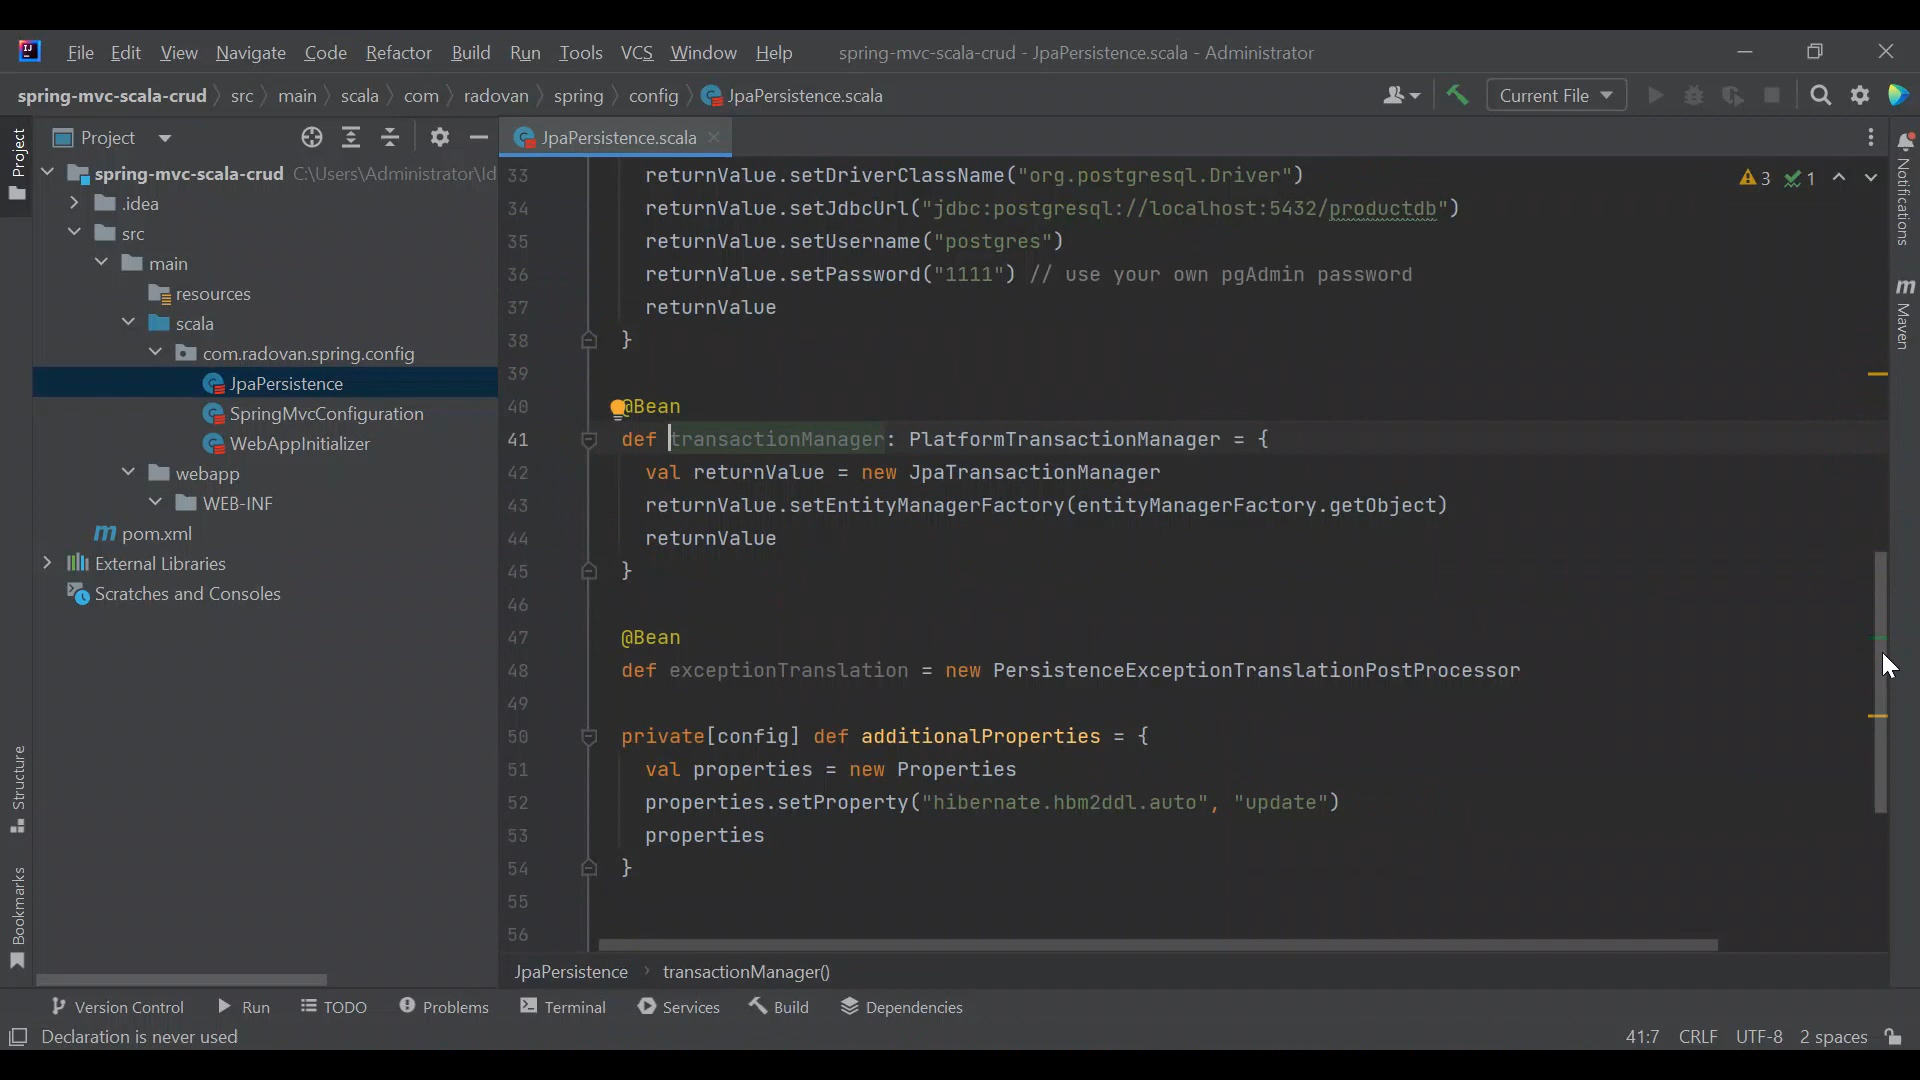 File Edit View Navigate Code Refactor Build Run Tools VCS Window Help spring-mvc-scala-crud - JpaPersistence.scala - Administrator
spring-mvc-scala-crud src main scala com radovan spring config JpaPersistence.scala Current File
Project
Project
JpaPersistence.scala
spring-mvc-scala-crud C:\Users\Administrator\Id
.idea
src
main
resources
scala
com.radovan.spring.config
JpaPersistence
SpringMvcConfiguration
WebAppInitializer
webapp
WEB-INF
pom.xml
External Libraries
Scratches and Consoles
Structure
Bookmarks
3 1
33 returnValue.setDriverClassName("org.postgresql.Driver")
34 returnValue.setJdbcUrl("jdbc:postgresql://localhost:5432/productdb")
35 returnValue.setUsername("postgres")
36 returnValue.setPassword("1111") // use your own pgAdmin password
37 returnValue
38 }
39
40 @Bean
41 def transactionManager: PlatformTransactionManager = {
42 val returnValue = new JpaTransactionManager
43 returnValue.setEntityManagerFactory(entityManagerFactory.getObject)
44 returnValue
45 }
46
47 @Bean
48 def exceptionTranslation = new PersistenceExceptionTranslationPostProcessor
49
50 private[config] def additionalProperties = {
51 val properties = new Properties
52 properties.setProperty("hibernate.hbm2ddl.auto", "update")
53 properties
54 }
55
56
Notifications
m Maven
JpaPersistence transactionManager()
Version Control Run TODO Problems Terminal Services Build Dependencies
Declaration is never used 41:7 CRLF UTF-8 2 spaces